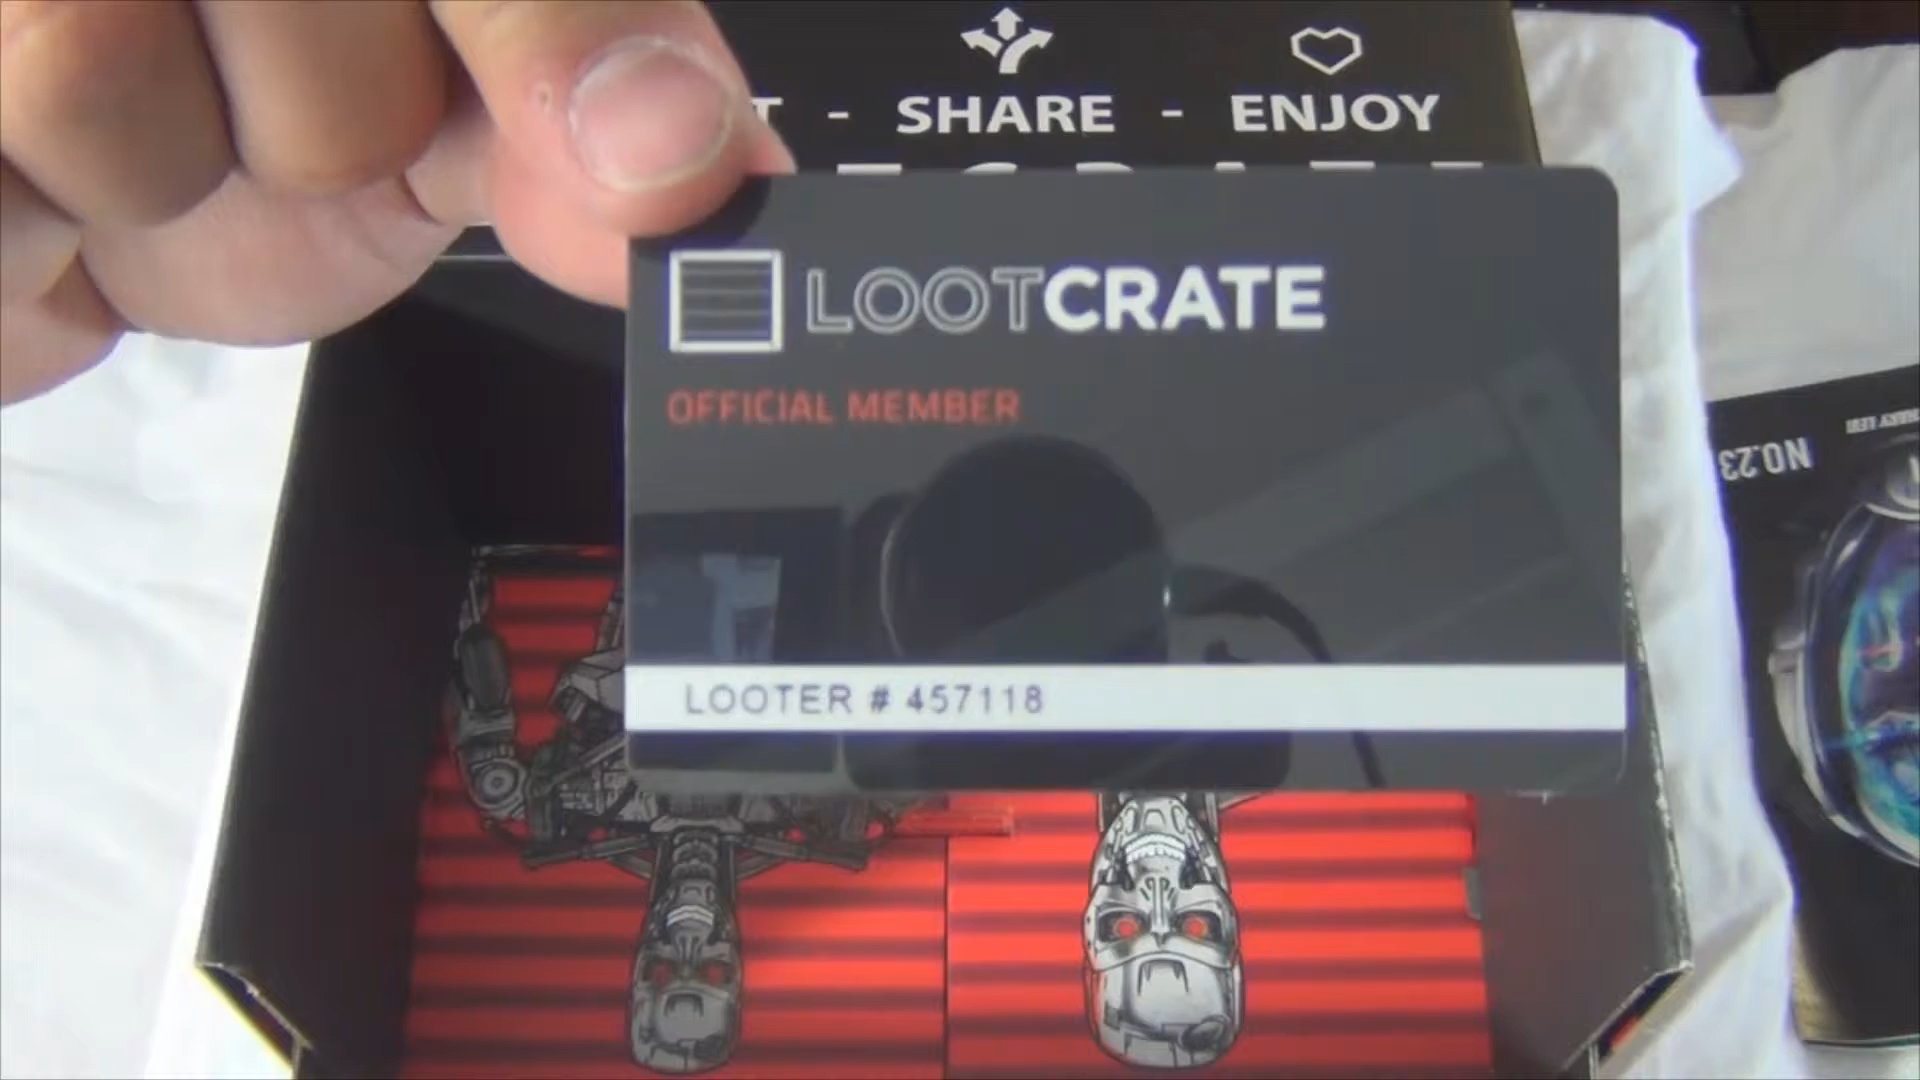 - SHARE - ENJOY
LOOTCRATE
OFFICIAL MEMBER
LOOTER # 457118
NO.23